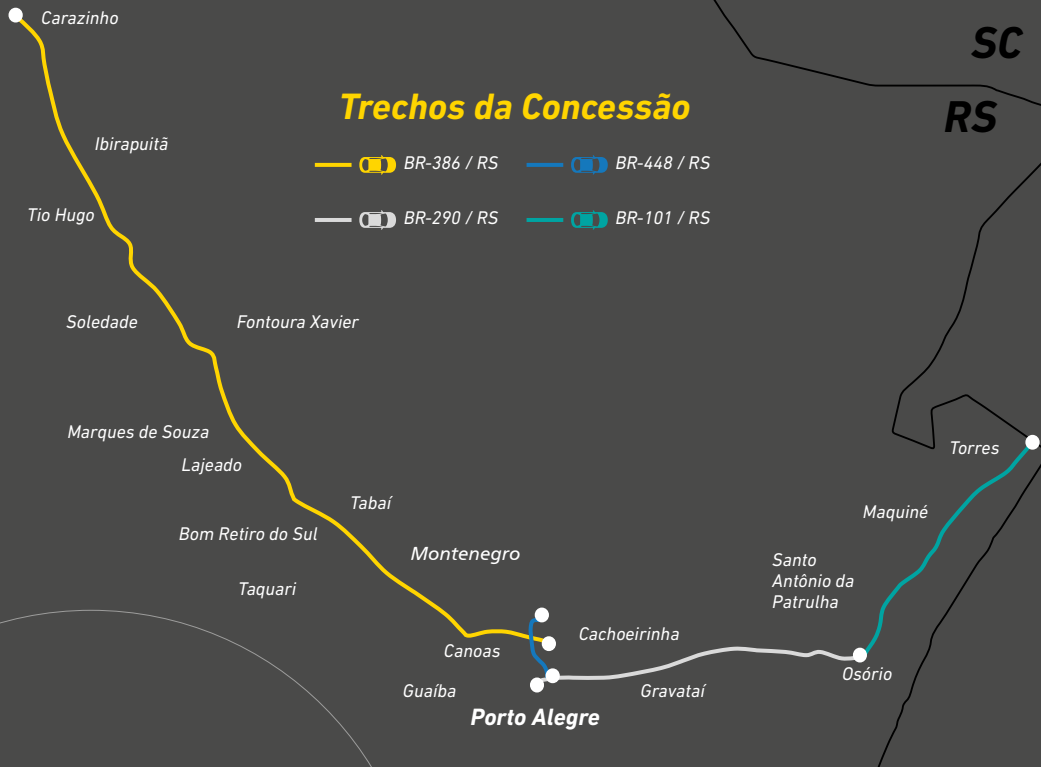 Carazinho
SC
RS
Trechos da Concessão
BR-386 / RS
BR-448 / RS
BR-290 / RS
BR-101 / RS
Ibirapuitã
Tio Hugo
Soledade
Fontoura Xavier
Marques de Souza
Lajeado
Torres
Tabaí
Maquiné
Bom Retiro do Sul
Montenegro
Santo
Antônio da
Patrulha
Taquari
Cachoeirinha
Canoas
Osório
Guaíba
Gravataí
Porto Alegre